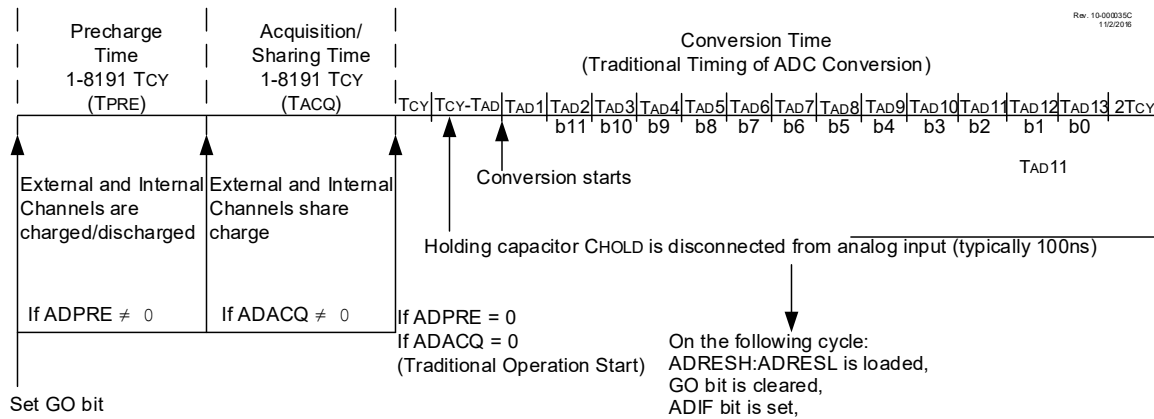 Rev. 10-000035C
11/2/2016
Precharge
Time
1-8191 TCY
(TPRE)
Acquisition/
Sharing Time
1-8191 TCY
(TACQ)
Conversion Time
(Traditional Timing of ADC Conversion)
TCY TCY-TAD TAD1 TAD2 TAD3 TAD4 TAD5 TAD6 TAD7 TAD8 TAD9 TAD10 TAD11 TAD12 TAD13 2TCY
b11 b10 b9 b8 b7 b6 b5 b4 b3 b2 b1 b0
TAD11
External and Internal
Channels are
charged/discharged
External and Internal
Channels share
charge
Conversion starts
Holding capacitor CHOLD is disconnected from analog input (typically 100ns)
If ADPRE ≠ 0
If ADACQ ≠ 0
If ADPRE = 0
If ADACQ = 0
(Traditional Operation Start)
On the following cycle:
ADRESH:ADRESL is loaded,
GO bit is cleared,
ADIF bit is set,
Set GO bit